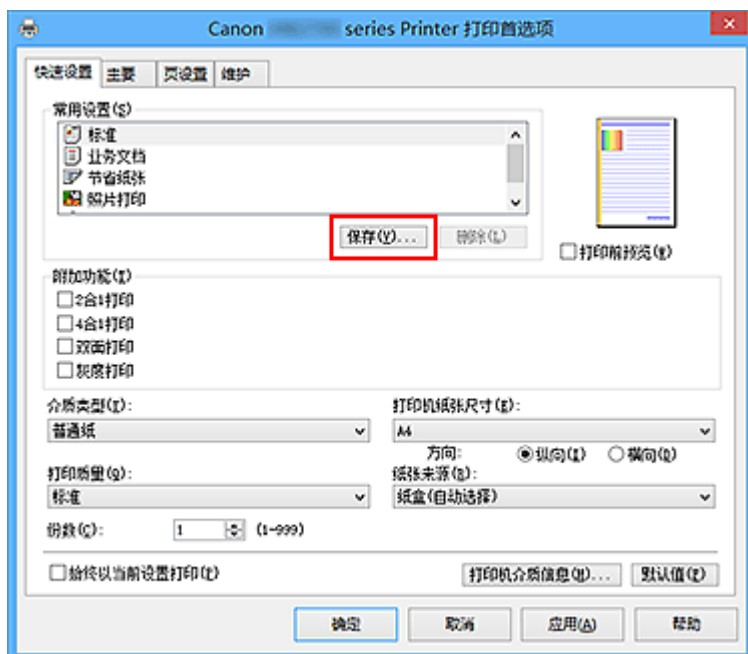 Canon series Printer 打印首选项
快速设置 主要 页设置 维护
常用设置(S)
标准
业务文档
节省纸张
照片打印
保存(Y)... 删除(L)
打印前预览(W)
附加功能(I)
2合1打印
4合1打印
双面打印
灰度打印
介质类型(I): 打印机纸张尺寸(E):
普通纸 A4
方向: 纵向(I) 横向(Q)
打印质量(Q): 纸张来源(B):
标准 纸盒(自动选择)
份数(C): 1 (1-999)
始终以当前设置打印(T)
打印机介质信息(U)... 默认值(F)
确定 取消 应用(A) 帮助